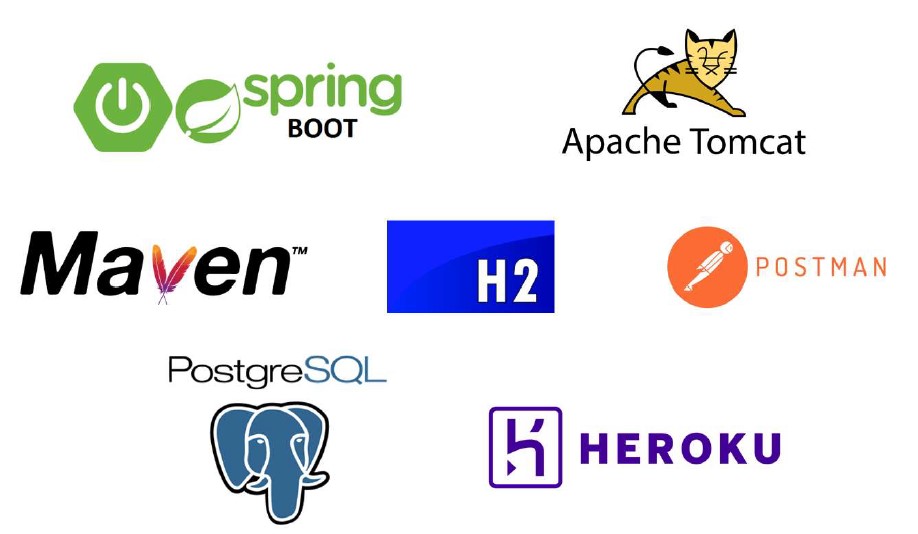 spring
BOOT
Apache Tomcat
Maven™
H2
POSTMAN
PostgreSQL
HEROKU